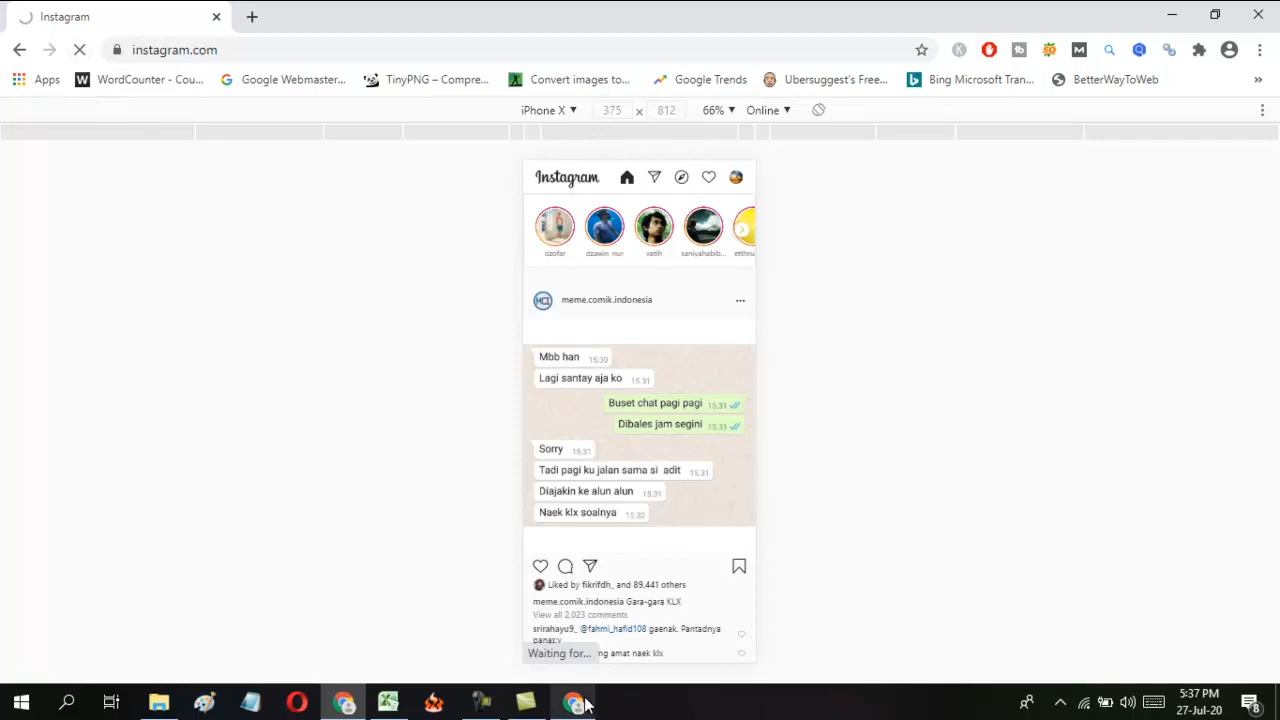 Instagram
instagram.com
Apps
WordCounter - Cou...
Google Webmaster...
TinyPNG – Compre...
Convert images to...
Google Trends
Ubersuggest's Free...
Bing Microsoft Tran...
BetterWayToWeb
iPhone X
375
812
66%
Online
Instagram
dzofar
dzawin_nur
vatih
saniyahabib...
MCI
meme.comik.indonesia
Mbb han 15:30
Lagi santay aja ko 15.31
Buset chat pagi pagi 15.31
Dibales jam segini 15.31
Sorry 15.31
Tadi pagi ku jalan sama si adit 15.31
Diajakin ke alun alun 15.31
Naek klx soalnya 15.32
Liked by fikrifdh_ and 89,441 others
meme.comik.indonesia Gara-gara KLX
View all 2,023 comments
srirahayu9_ @fahmi_hafid108 gaenak. Pantadnya
panas:v
Waiting for...
ng amat naek klx
5:37 PM
27-Jul-20
8